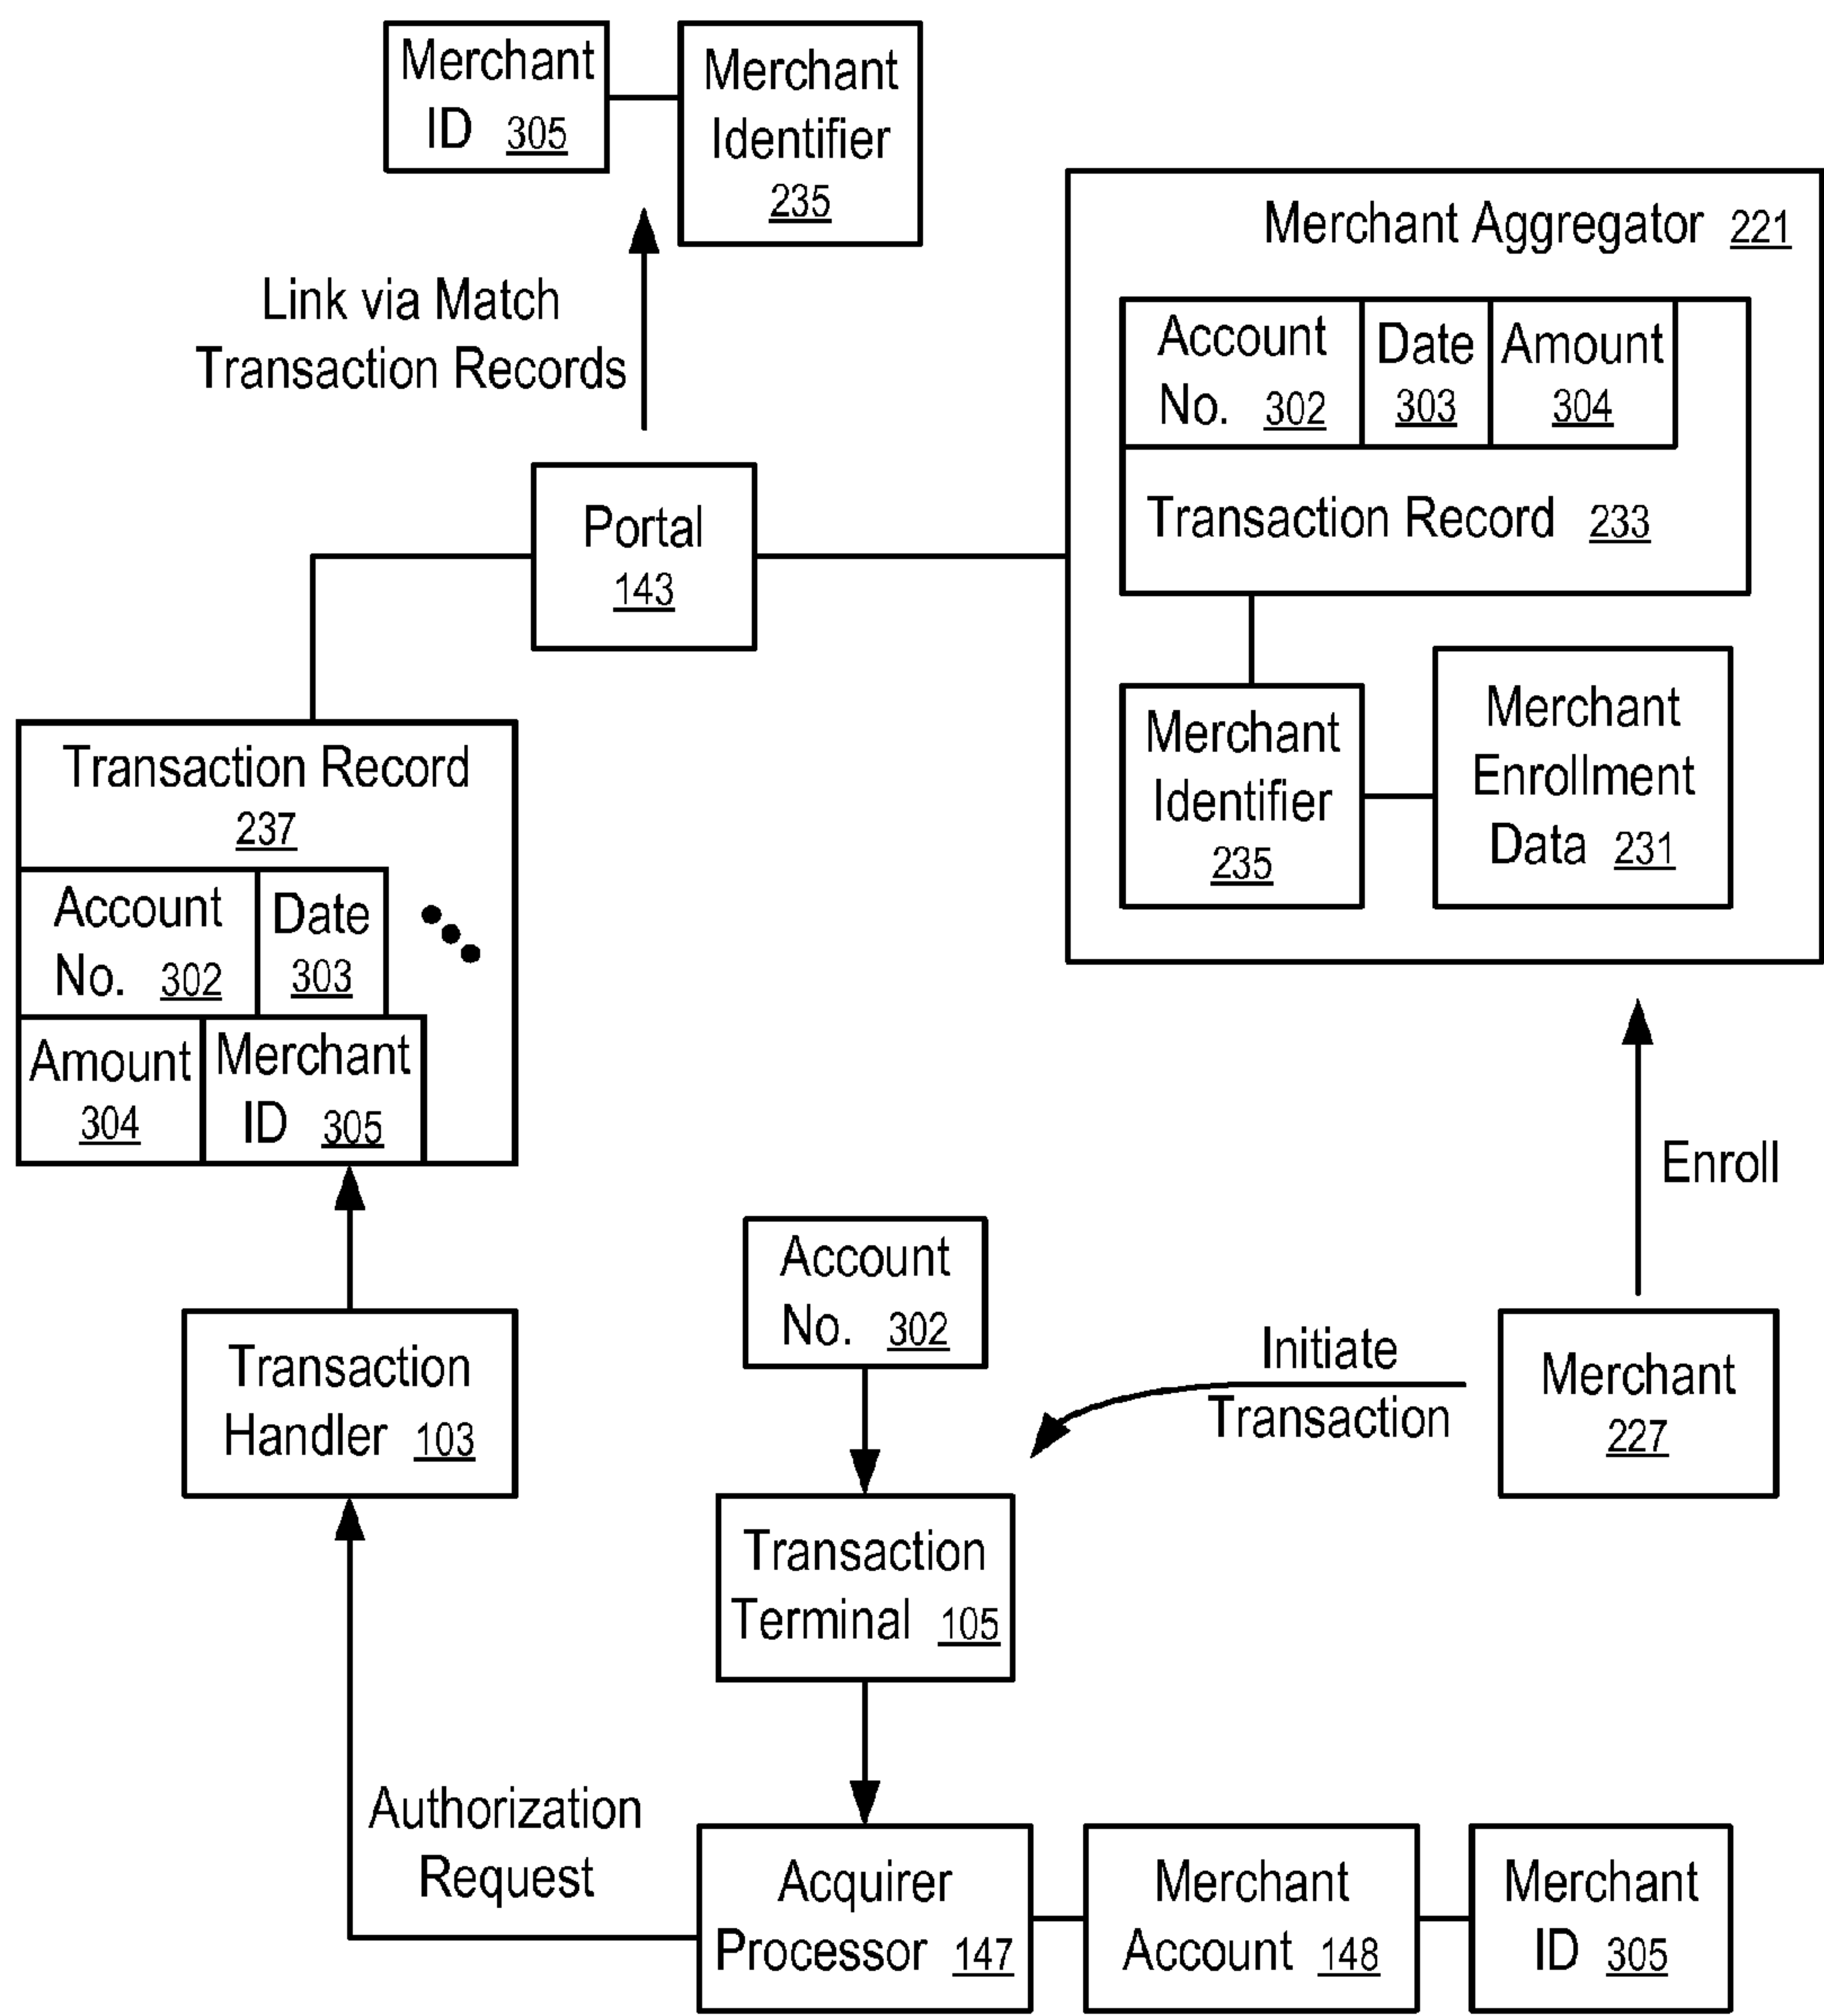 Merchant
ID 305
Merchant
Identifier
235
Link via Match
Transaction Records
Merchant Aggregator 221
Account
No. 302
Date
303
Amount
304
Transaction Record 233
Portal
143
Merchant
Identifier
235
Merchant
Enrollment
Data 231
Transaction Record
237
Account
No. 302
Date
303
Amount
304
Merchant
ID 305
Enroll
Account
No. 302
Transaction
Handler 103
Initiate
Transaction
Merchant
227
Transaction
Terminal 105
Authorization
Request
Acquirer
Processor 147
Merchant
Account 148
Merchant
ID 305